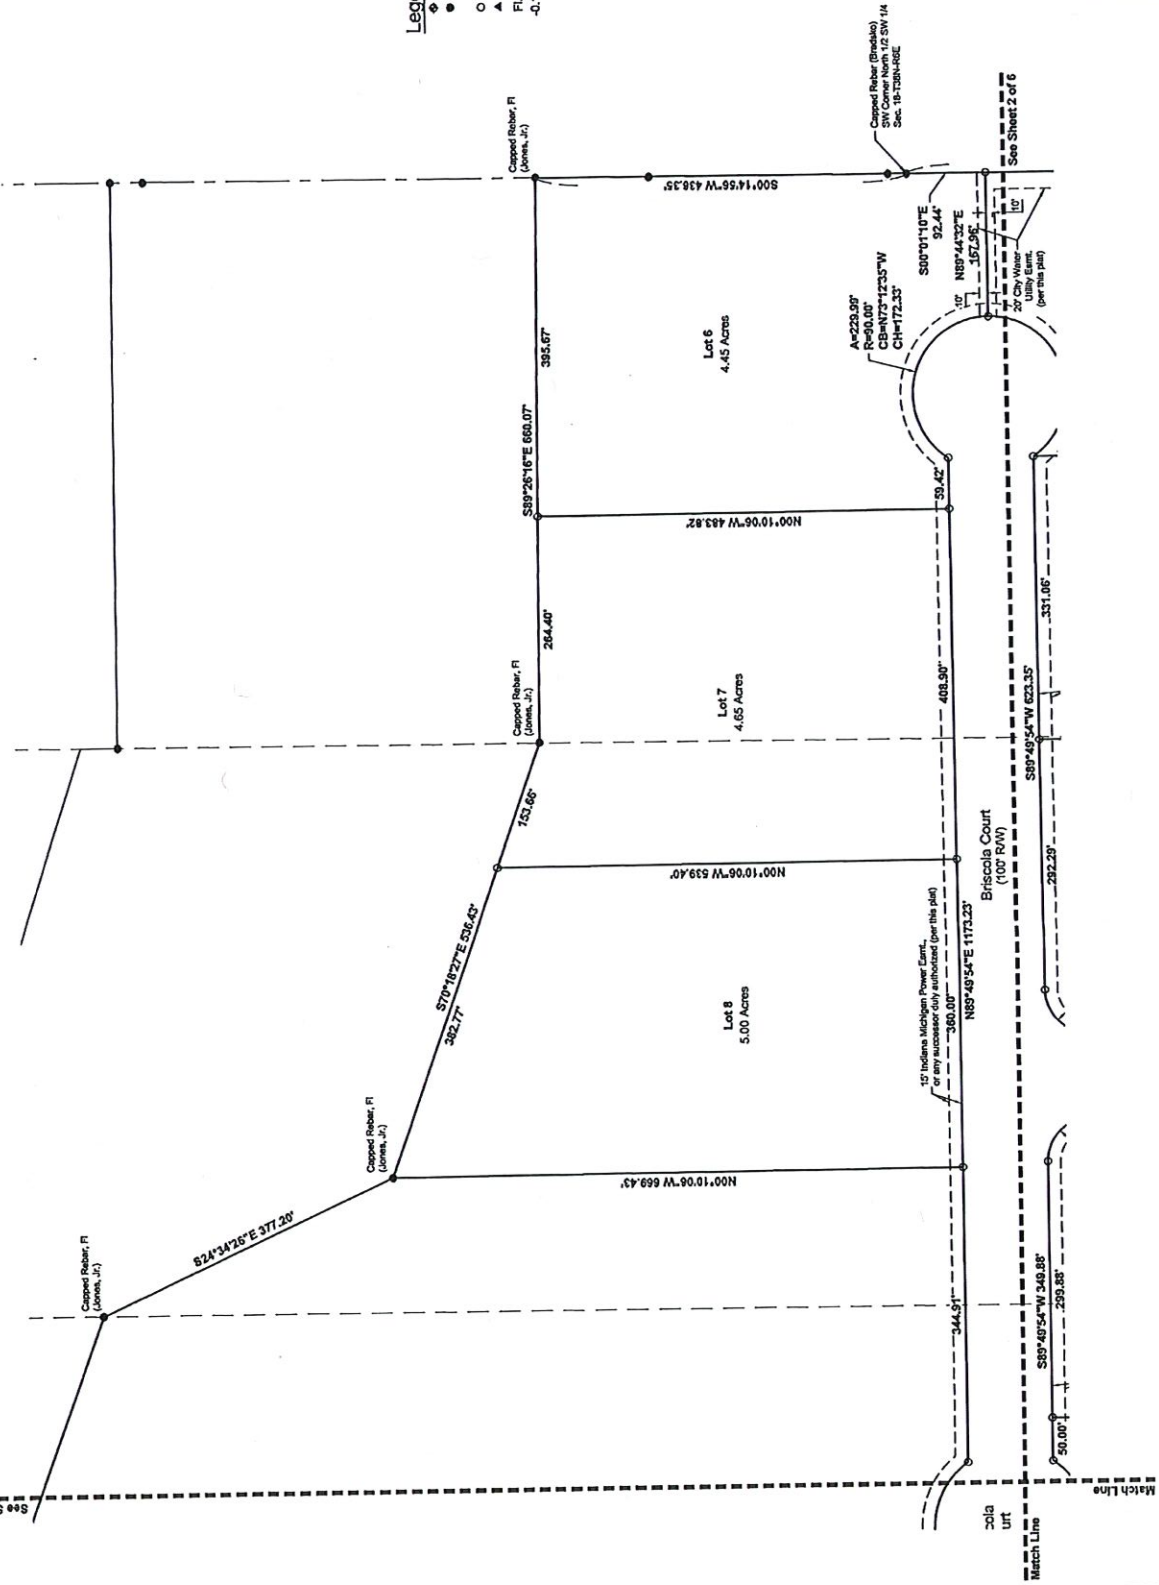 Lege
FI
-0.
Capped Rebar, FI
(Jones, Jr.)
Capped Rebar (Bradsko)
SW Corner North 1/2 SW 1/4
Sec. 18-T38N-R6E
S89°26'16"E 660.07'
395.67'
264.40'
S00°14'56"W 438.35'
Lot 6
4.45 Acres
A=229.99'
R=90.00'
CB=N73°12'35"W
CH=172.33'
S00°01'10"E
92.44'
N89°44'32"E
167.96'
10'
10'
20' City Water
Utility Esmt.
(per this plat)
See Sheet 2 of 6
59.42'
N00°10'06"W 483.82'
Capped Rebar, FI
(Jones, Jr.)
153.66'
Lot 7
4.65 Acres
408.90'
N00°10'06"W 539.40'
S70°18'27"E 536.43'
382.77'
Lot 8
5.00 Acres
15' Indiana Michigan Power Esmt.,
or any successor duly authorized (per this plat)
360.00'
N89°49'54"E 1173.23'
Briscola Court
(100' R/W)
S89°49'54"W 623.35'
331.06'
292.29'
Capped Rebar, FI
(Jones, Jr.)
N00°10'06"W 669.43'
S24°34'26"E 377.20'
Capped Rebar, FI
(Jones, Jr.)
344.91'
S89°49'54"W 349.88'
299.88'
50.00'
See S
cola
urt
Match Line
Match Line